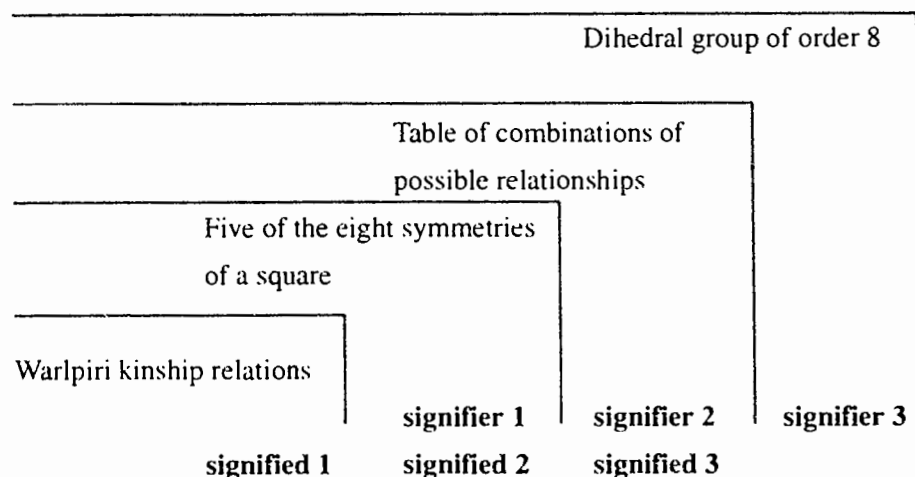 Dihedral group of order 8
Table of combinations of
possible relationships
Five of the eight symmetries
of a square
Warlpiri kinship relations
signifier 1 signifier 2 signifier 3
signified 1 signified 2 signified 3